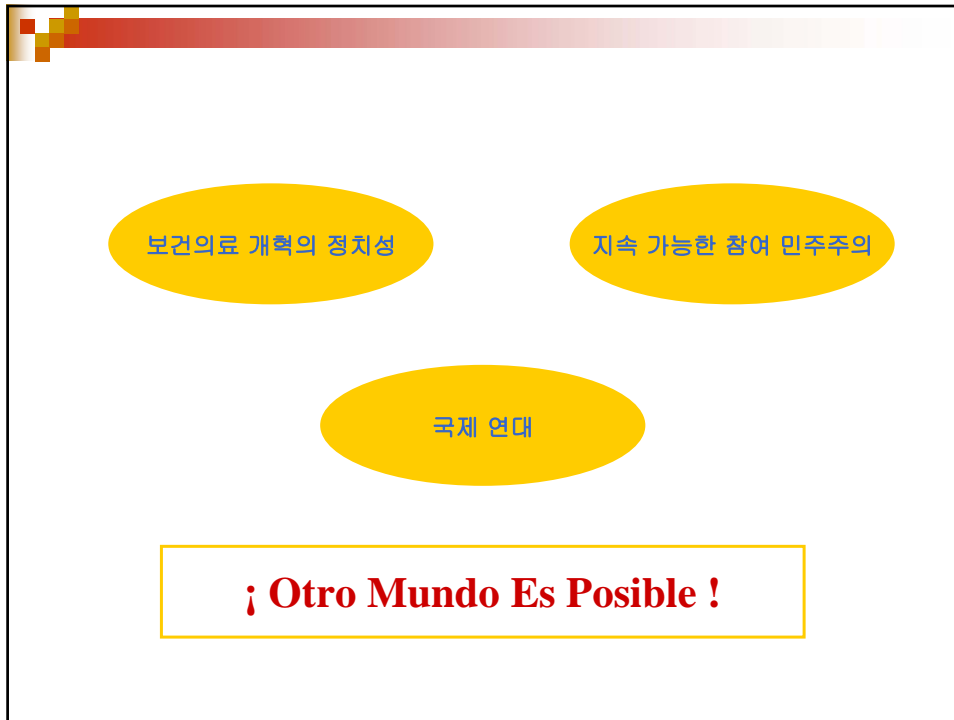 보건의료 개혁의 정치성
지속 가능한 참여 민주주의
국제 연대
¡ Otro Mundo Es Posible !